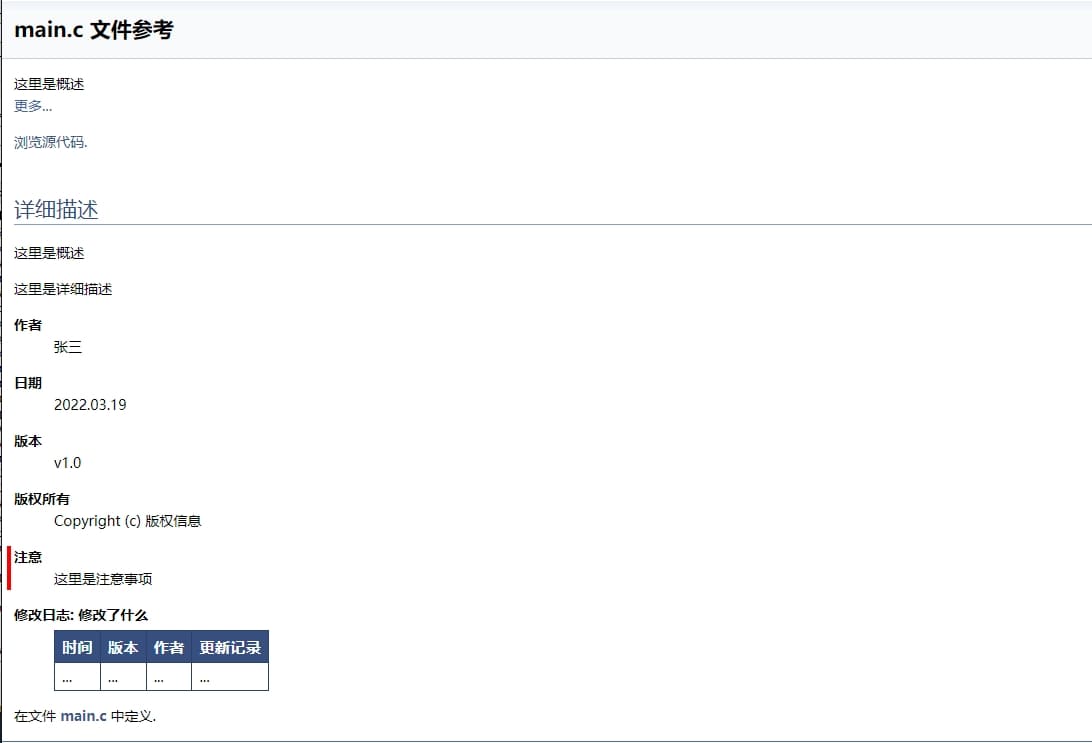 main.c 文件参考
这里是概述
更多...
浏览源代码.
详细描述
这里是概述
这里是详细描述
作者
张三
日期
2022.03.19
版本
v1.0
版权所有
Copyright (c) 版权信息
注意
这里是注意事项
修改日志: 修改了什么
时间 版本 作者 更新记录
... ... ... ...
在文件 main.c 中定义.